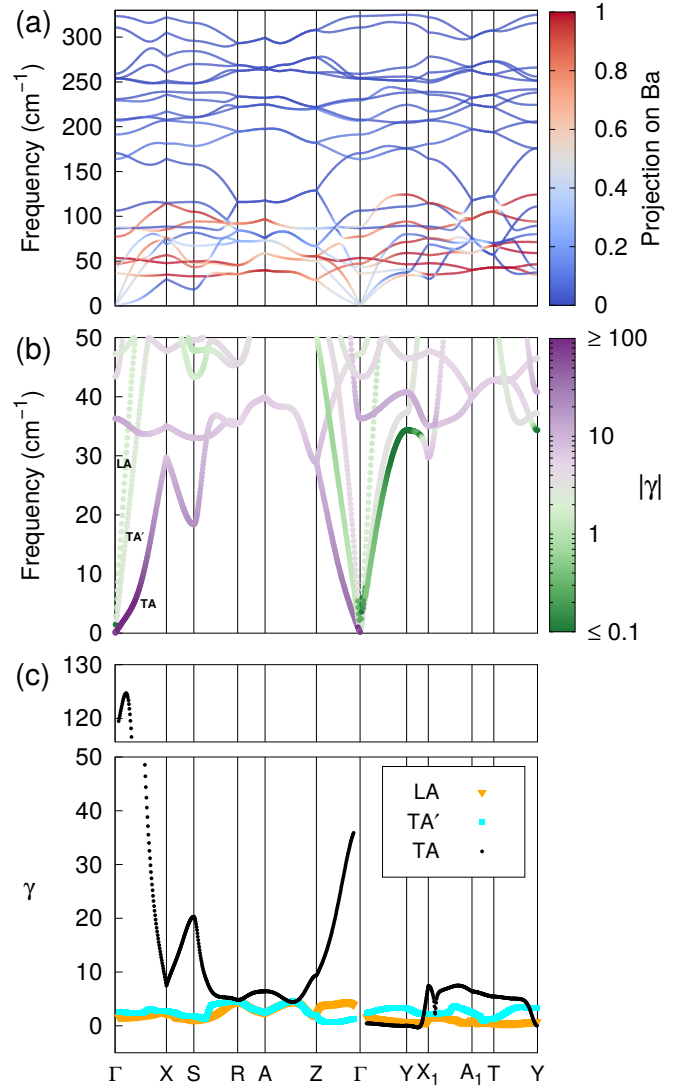 (a)
Frequency (cm⁻¹)
300
250
200
150
100
50
0
1
0.8
0.6
0.4
0.2
0
Projection on Ba
(b)
Frequency (cm⁻¹)
50
40
30
20
10
0
LA
TA′
TA
≥ 100
10
1
≤ 0.1
|γ|
(c)
130
120
50
40
30
20
10
0
γ
LA
TA′
TA
Γ X S R A Z Γ Y X₁ A₁ T Y